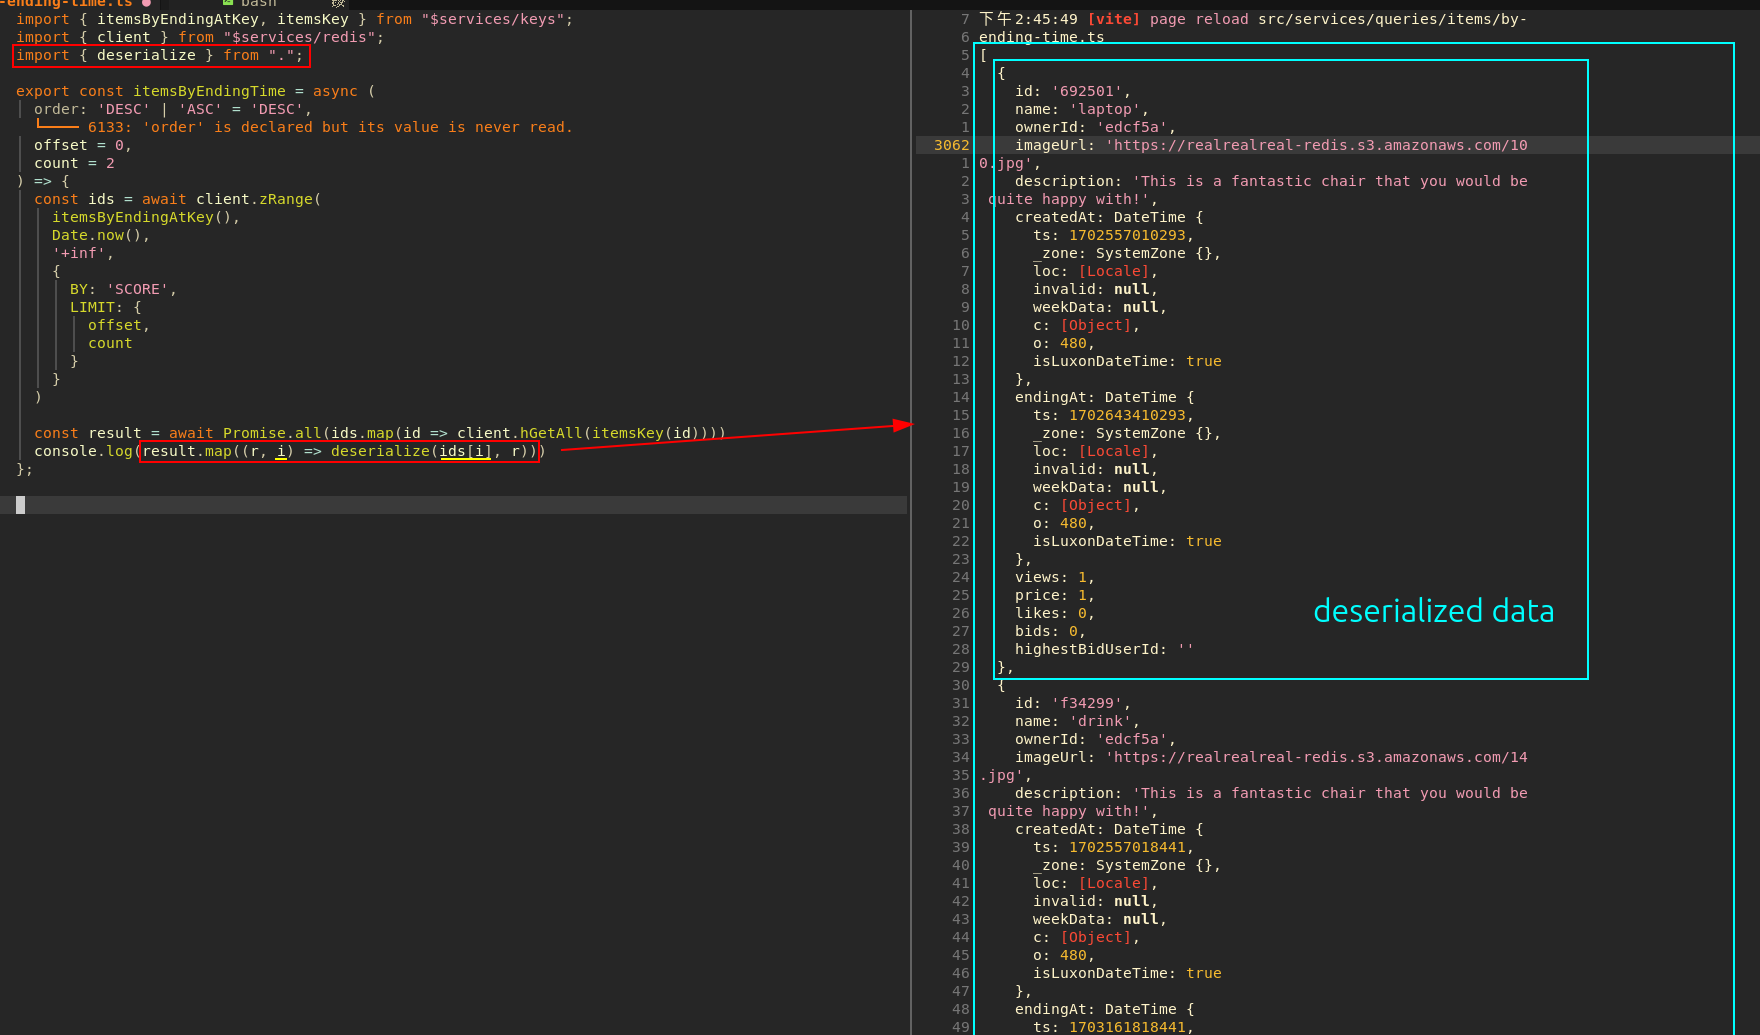 -ending-time.ts ● bash
import { itemsByEndingAtKey, itemsKey } from "$services/keys";
import { client } from "$services/redis";
import { deserialize } from ".";
export const itemsByEndingTime = async (
order: 'DESC' | 'ASC' = 'DESC',
6133: 'order' is declared but its value is never read.
offset = 0,
count = 2
) => {
const ids = await client.zRange(
itemsByEndingAtKey(),
Date.now(),
'+inf',
{
BY: 'SCORE',
LIMIT: {
offset,
count
}
}
)
const result = await Promise.all(ids.map(id => client.hGetAll(itemsKey(id))))
console.log(result.map((r, i) => deserialize(ids[i], r)))
};
7 下午2:45:49 [vite] page reload src/services/queries/items/by-
6 ending-time.ts
5 [
4 {
3 id: '692501',
2 name: 'laptop',
1 ownerId: 'edcf5a',
3062 imageUrl: 'https://realrealreal-redis.s3.amazonaws.com/10
1 0.jpg',
2 description: 'This is a fantastic chair that you would be
3 quite happy with!',
4 createdAt: DateTime {
5 ts: 1702557010293,
6 _zone: SystemZone {},
7 loc: [Locale],
8 invalid: null,
9 weekData: null,
10 c: [Object],
11 o: 480,
12 isLuxonDateTime: true
13 },
14 endingAt: DateTime {
15 ts: 1702643410293,
16 _zone: SystemZone {},
17 loc: [Locale],
18 invalid: null,
19 weekData: null,
20 c: [Object],
21 o: 480,
22 isLuxonDateTime: true
23 },
24 views: 1,
25 price: 1,
deserialized data
26 likes: 0,
27 bids: 0,
28 highestBidUserId: ''
29 },
30 {
31 id: 'f34299',
32 name: 'drink',
33 ownerId: 'edcf5a',
34 imageUrl: 'https://realrealreal-redis.s3.amazonaws.com/14
35 .jpg',
36 description: 'This is a fantastic chair that you would be
37 quite happy with!',
38 createdAt: DateTime {
39 ts: 1702557018441,
40 _zone: SystemZone {},
41 loc: [Locale],
42 invalid: null,
43 weekData: null,
44 c: [Object],
45 o: 480,
46 isLuxonDateTime: true
47 },
48 endingAt: DateTime {
49 ts: 1703161818441,